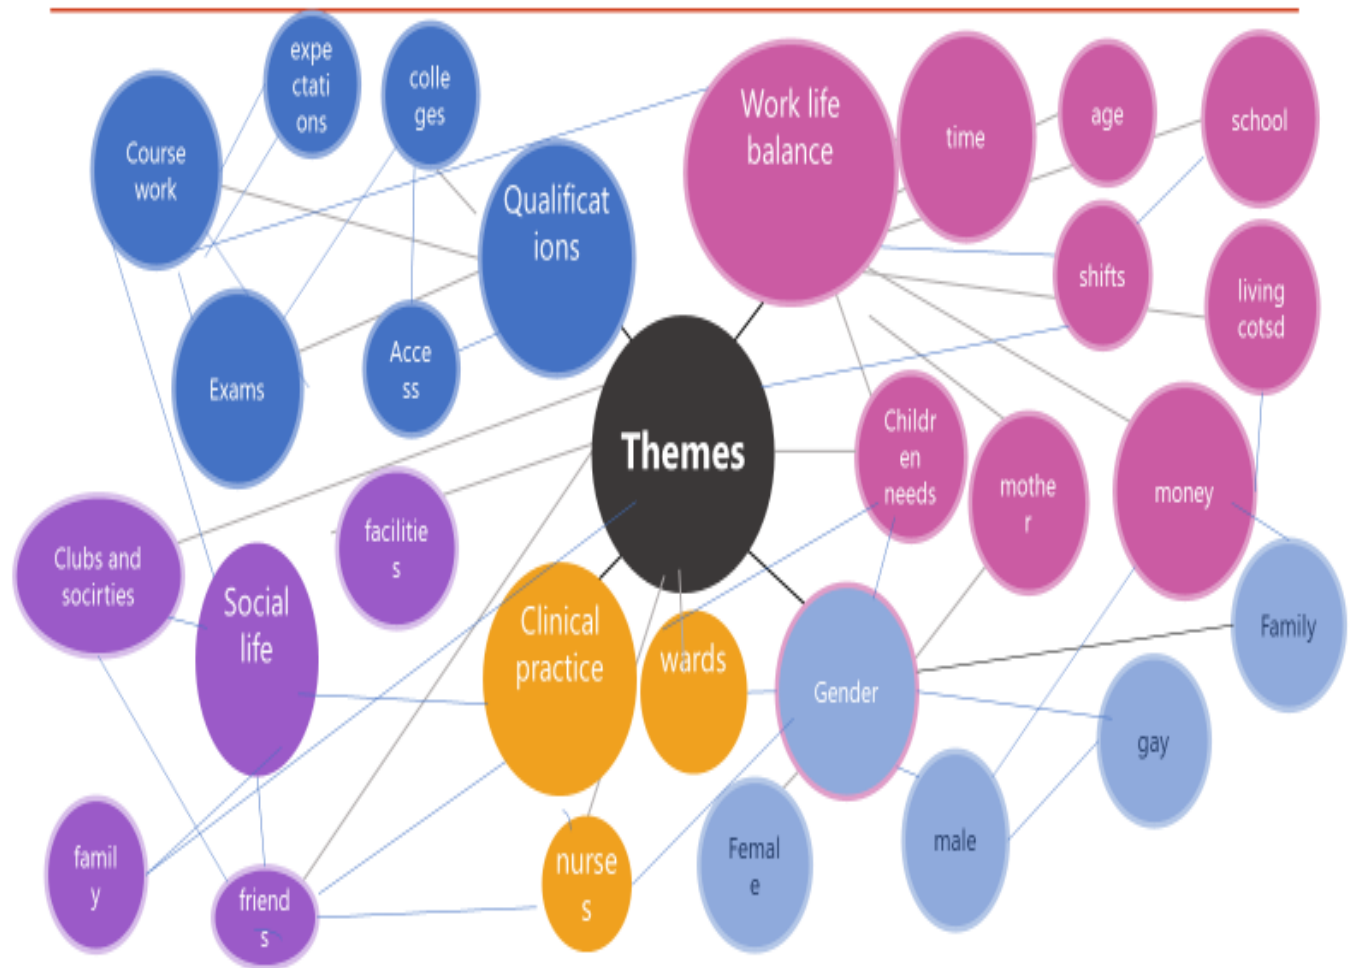 expe
ctati
ons
colle
ges
Course
work
Qualificat
ions
Exams
Acce
ss
Work life
balance
time
age
school
shifts
living
cotsd
Themes
Childr
en
needs
mothe
r
money
Clubs and
socirties
facilitie
s
Social
life
famil
y
friend
s
Clinical
practice
wards
nurse
s
Gender
Family
gay
male
Femal
e